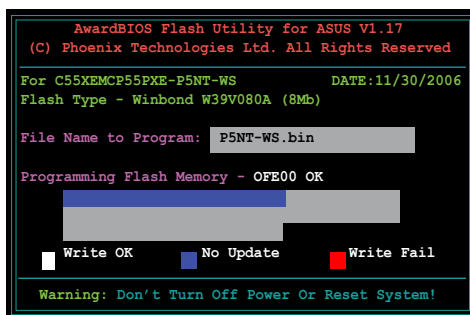 AwardBIOS Flash Utility for ASUS V1.17
(C) Phoenix Technologies Ltd. All Rights Reserved
For C55XEMCP55PXE-P5NT-WS DATE:11/30/2006
Flash Type - Winbond W39V080A (8Mb)
File Name to Program: P5NT-WS.bin
Programming Flash Memory - OFE00 OK
Write OK No Update Write Fail
Warning: Don't Turn Off Power Or Reset System!